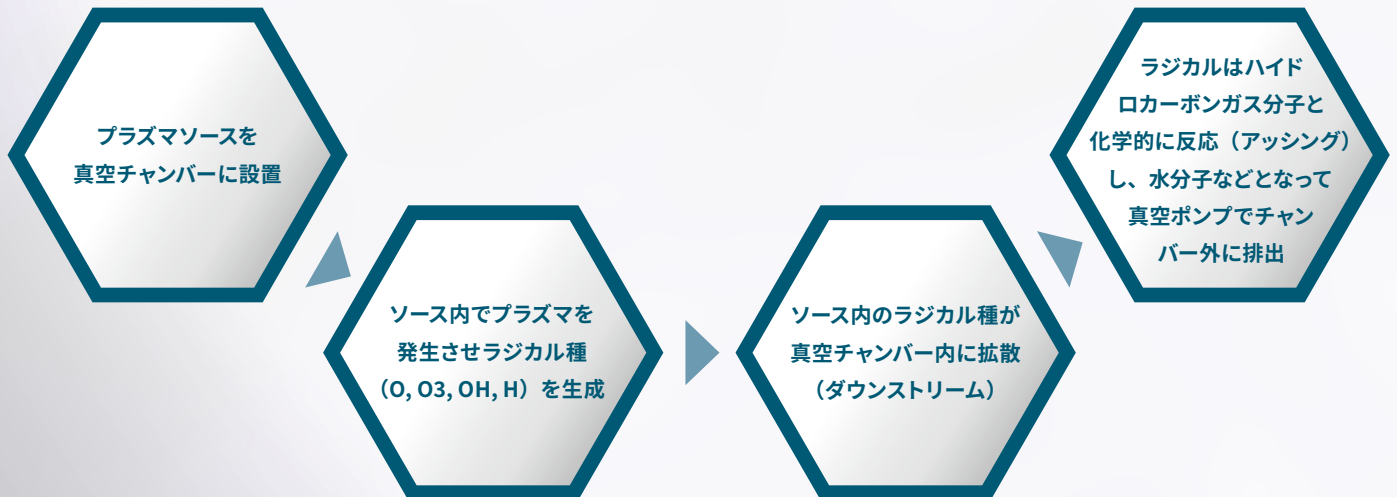 プラズマソースを
真空チャンバーに設置
ソース内でプラズマを
発生させラジカル種
（O, O3, OH, H）を生成
ソース内のラジカル種が
真空チャンバー内に拡散
（ダウンストリーム）
ラジカルはハイド
ロカーボンガス分子と
化学的に反応（アッシング）
し、水分子などとなって
真空ポンプでチャン
バー外に排出